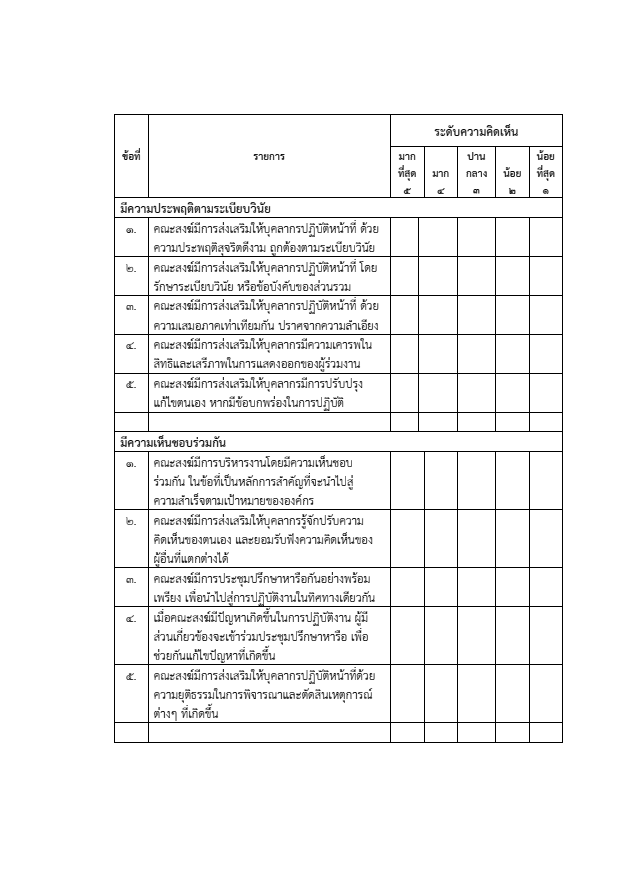 ข้อที่
รายการ
ระดับความคิดเห็น
มาก
ที่สุด
๕
มาก
๔
ปาน
กลาง
๓
น้อย
๒
น้อย
ที่สุด
๑
มีความประพฤติตามระเบียบวินัย
๑. คณะสงฆ์มีการส่งเสริมให้บุคลากรปฏิบัติหน้าที่ ด้วย
ความประพฤติสุจริตดีงาม ถูกต้องตามระเบียบวินัย
๒. คณะสงฆ์มีการส่งเสริมให้บุคลากรปฏิบัติหน้าที่ โดย
รักษาระเบียบวินัย หรือข้อบังคับของส่วนรวม
๓. คณะสงฆ์มีการส่งเสริมให้บุคลากรปฏิบัติหน้าที่ ด้วย
ความเสมอภาคเท่าเทียมกัน ปราศจากความลำเอียง
๔. คณะสงฆ์มีการส่งเสริมให้บุคลากรมีความเคารพใน
สิทธิและเสรีภาพในการแสดงออกของผู้ร่วมงาน
๕. คณะสงฆ์มีการส่งเสริมให้บุคลากรมีการปรับปรุง
แก้ไขตนเอง หากมีข้อบกพร่องในการปฏิบัติ
มีความเห็นชอบร่วมกัน
๑. คณะสงฆ์มีการบริหารงานโดยมีความเห็นชอบ
ร่วมกัน ในข้อที่เป็นหลักการสำคัญที่จะนำไปสู่
ความสำเร็จตามเป้าหมายขององค์กร
๒. คณะสงฆ์มีการส่งเสริมให้บุคลากรรู้จักปรับความ
คิดเห็นของตนเอง และยอมรับฟังความคิดเห็นของ
ผู้อื่นที่แตกต่างได้
๓. คณะสงฆ์มีการประชุมปรึกษาหารือกันอย่างพร้อม
เพรียง เพื่อนำไปสู่การปฏิบัติงานในทิศทางเดียวกัน
๔. เมื่อคณะสงฆ์มีปัญหาเกิดขึ้นในการปฏิบัติงาน ผู้มี
ส่วนเกี่ยวข้องจะเข้าร่วมประชุมปรึกษาหารือ เพื่อ
ช่วยกันแก้ไขปัญหาที่เกิดขึ้น
๕. คณะสงฆ์มีการส่งเสริมให้บุคลากรปฏิบัติหน้าที่ด้วย
ความยุติธรรมในการพิจารณาและตัดสินเหตุการณ์
ต่างๆ ที่เกิดขึ้น